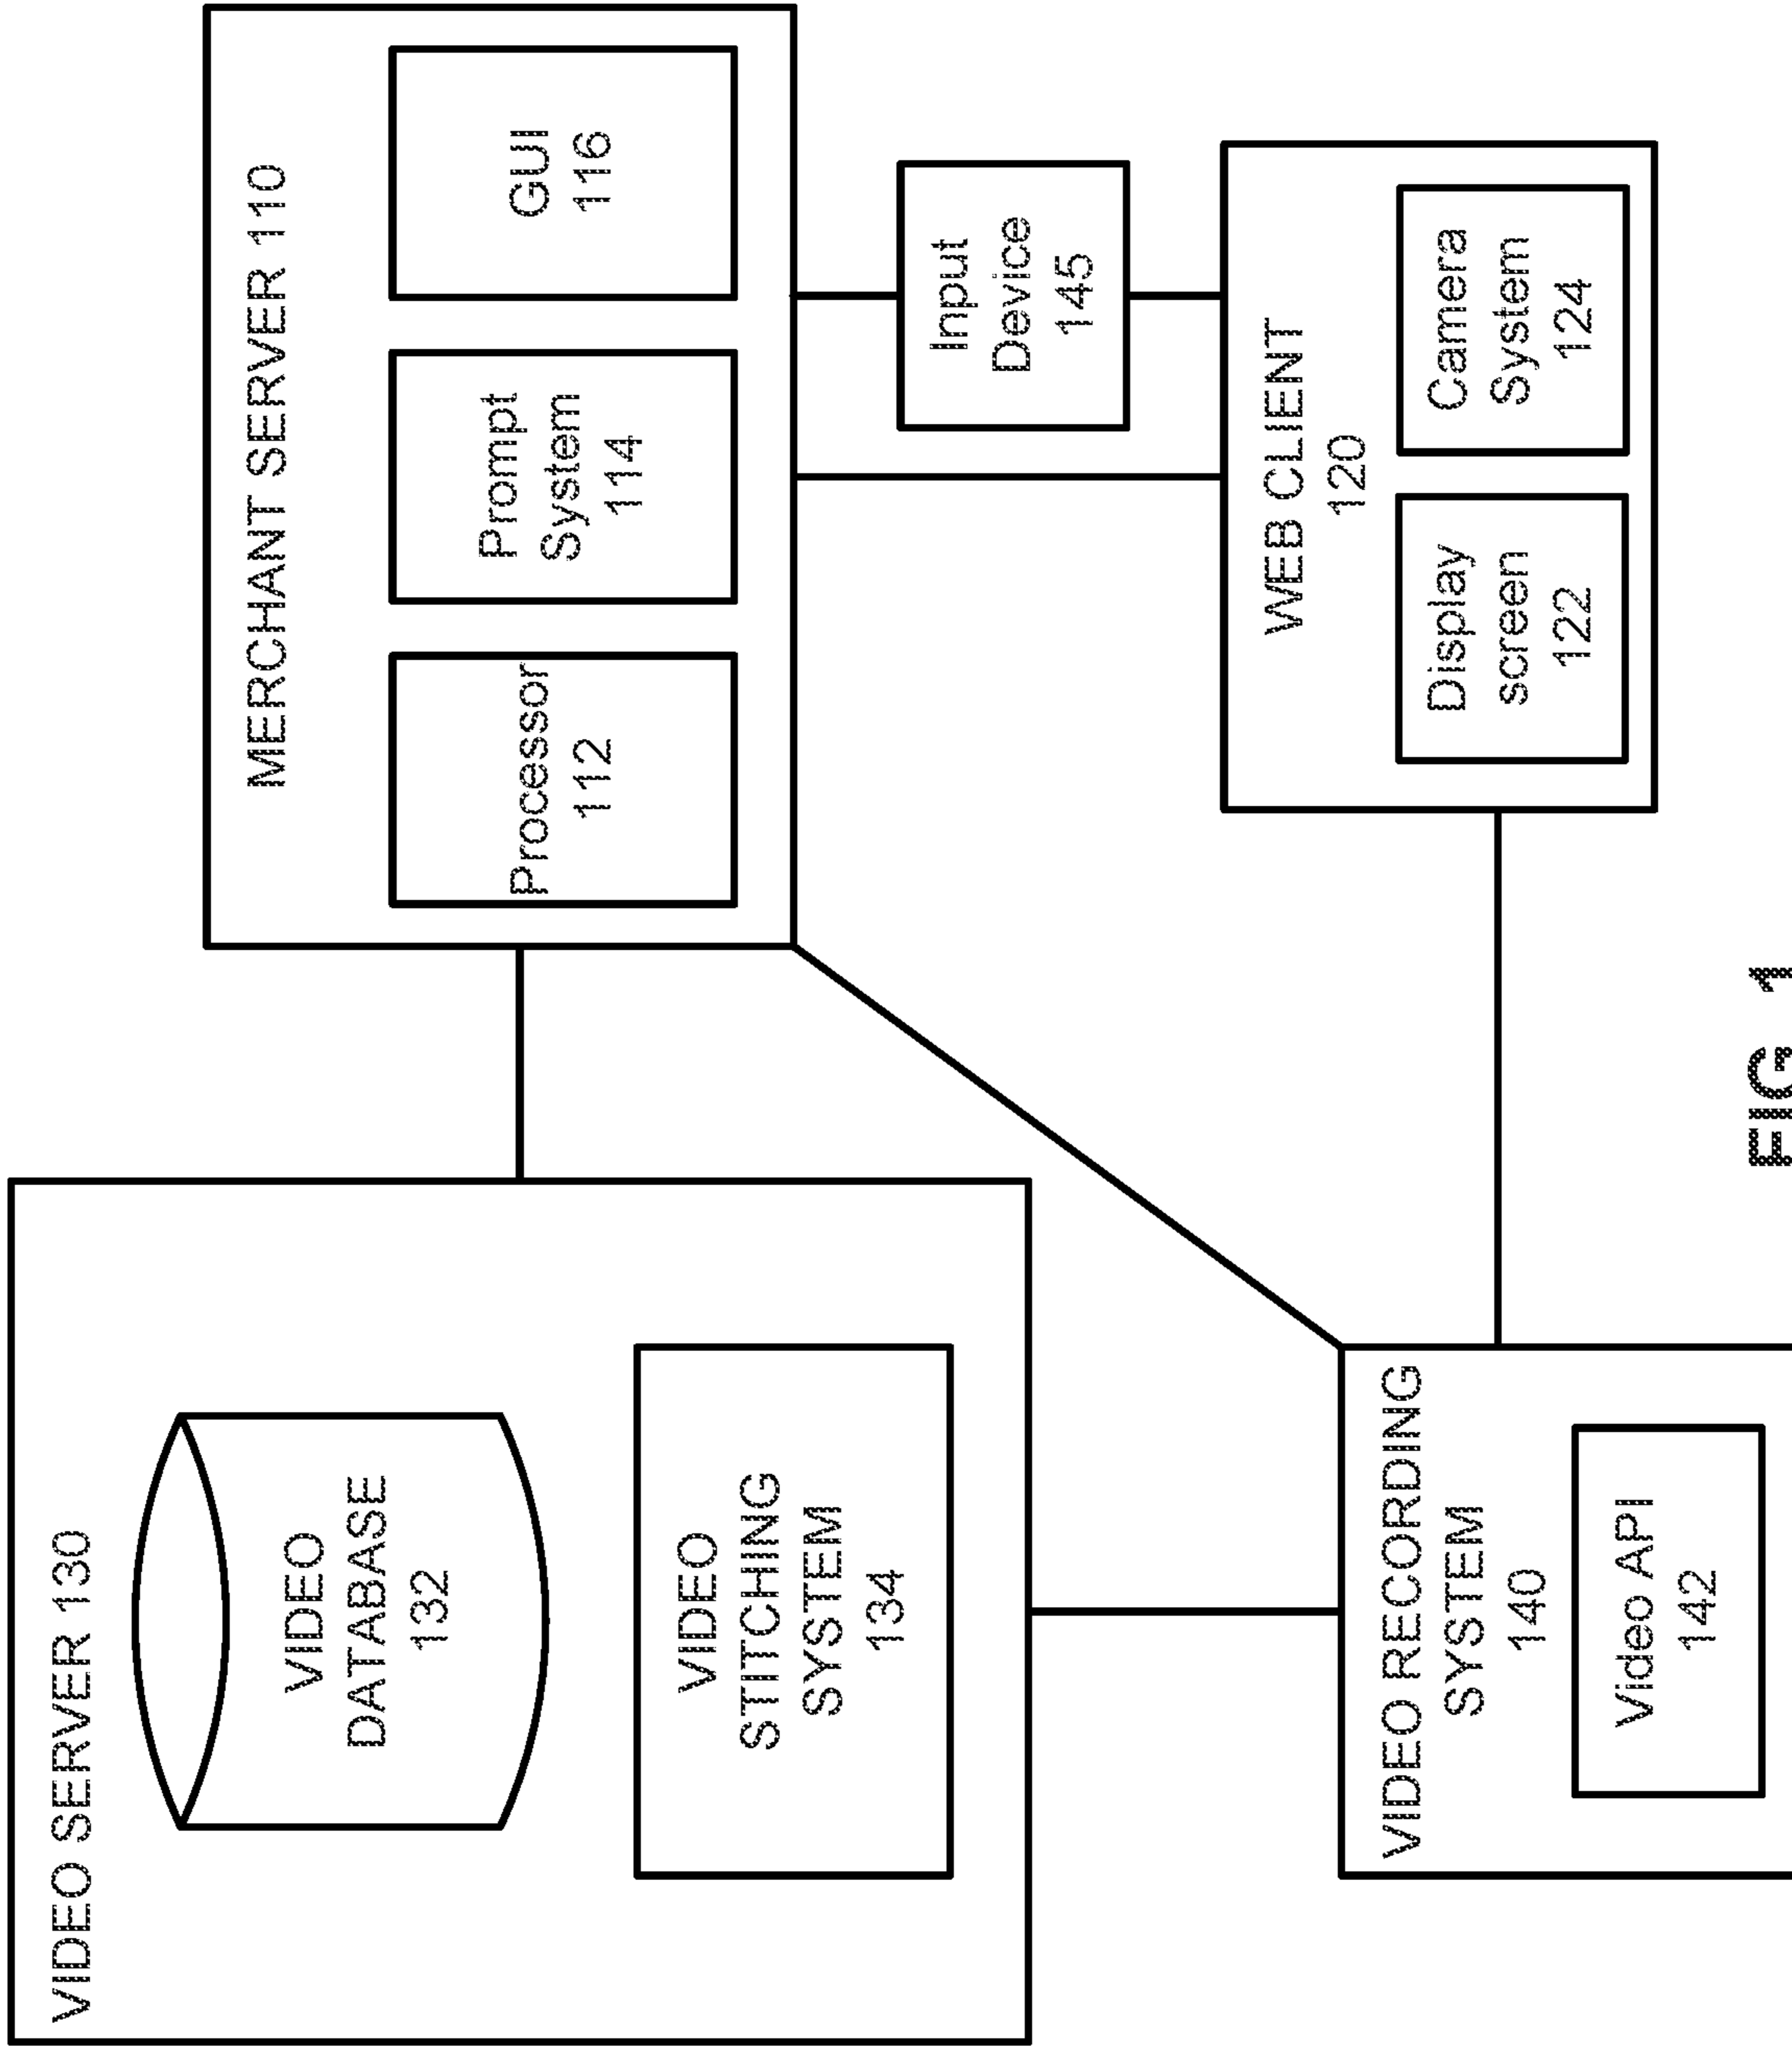 VIDEO SERVER 130
VIDEO
DATABASE
132
VIDEO
STITCHING
SYSTEM
134
MERCHANT SERVER 110
Processor
112
Prompt
System
114
GUI
116
Input
Device
145
VIDEO RECORDING
SYSTEM
140
Video API
142
WEB CLIENT
120
Display
screen
122
Camera
System
124
FIG. 1